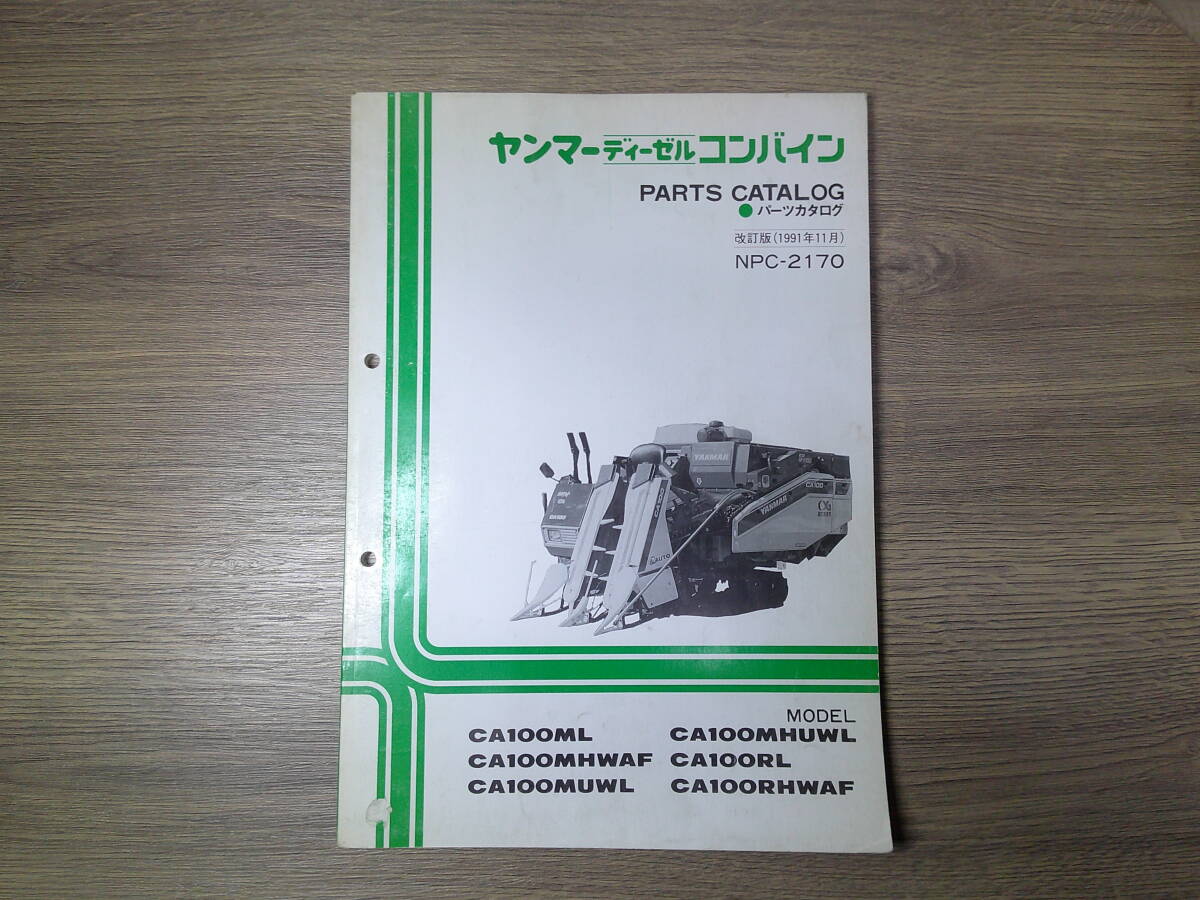 ヤンマーディーゼルコンバイン
PARTS CATALOG
●パーツカタログ
改訂版(1991年11月)
NPC-2170
YANMAR
CA100
YANMAR
CA100
AUTO
MODEL
CA100ML CA100MHUWL
CA100MHWAF CA100RL
CA100MUWL CA100RHWAF